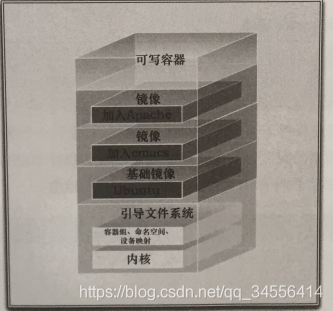 可写容器
镜像
加入Apache
镜像
加入emacs
基础镜像
Ubuntu
引导文件系统
容器组、命名空间、
设备映射
内核
https://blog.csdn.net/qq_34556414